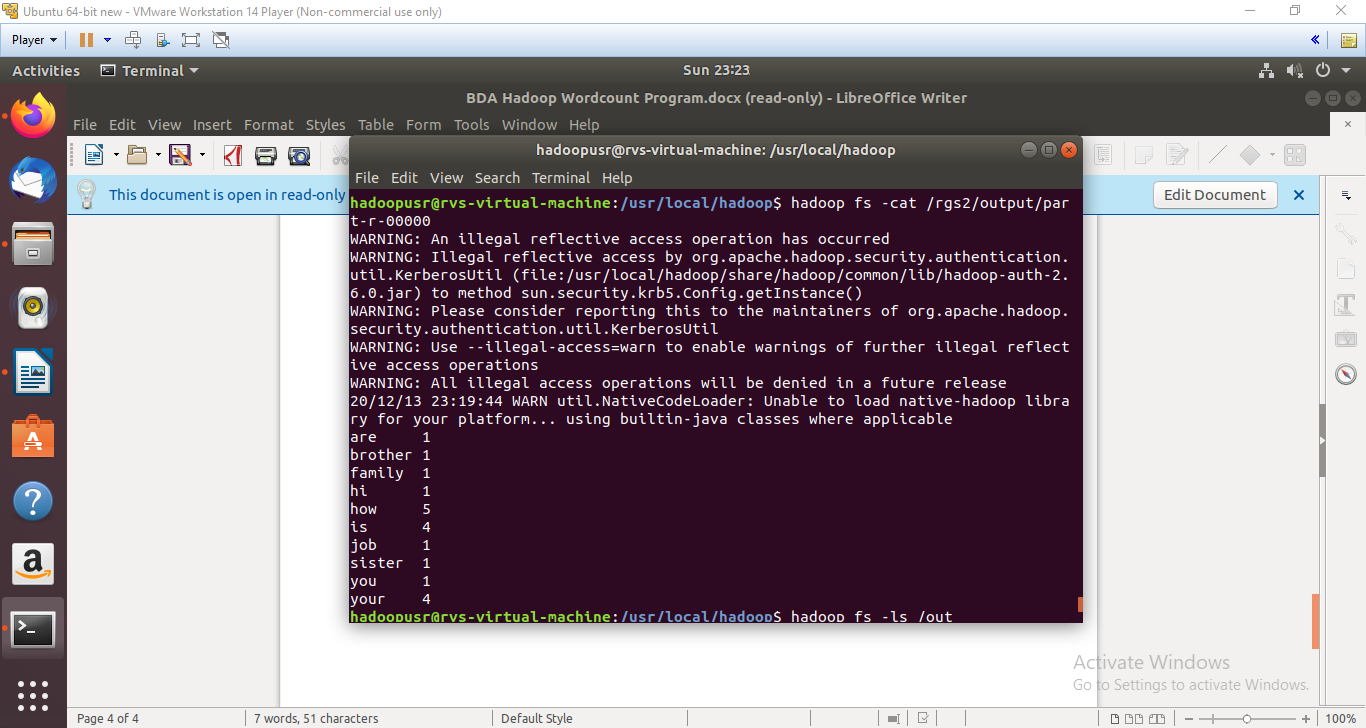 Ubuntu 64-bit new - VMware Workstation 14 Player (Non-commercial use only)
Player
Activities Terminal Sun 23:23
BDA Hadoop Wordcount Program.docx (read-only) - LibreOffice Writer
File Edit View Insert Format Styles Table Form Tools Window Help
hadoopusr@rvs-virtual-machine: /usr/local/hadoop
File Edit View Search Terminal Help
This document is open in read-only
Edit Document
hadoopusr@rvs-virtual-machine:/usr/local/hadoop$ hadoop fs -cat /rgs2/output/par
t-r-00000
WARNING: An illegal reflective access operation has occurred
WARNING: Illegal reflective access by org.apache.hadoop.security.authentication.
util.KerberosUtil (file:/usr/local/hadoop/share/hadoop/common/lib/hadoop-auth-2.
6.0.jar) to method sun.security.krb5.Config.getInstance()
WARNING: Please consider reporting this to the maintainers of org.apache.hadoop.
security.authentication.util.KerberosUtil
WARNING: Use --illegal-access=warn to enable warnings of further illegal reflect
ive access operations
WARNING: All illegal access operations will be denied in a future release
20/12/13 23:19:44 WARN util.NativeCodeLoader: Unable to load native-hadoop libra
ry for your platform... using builtin-java classes where applicable
are 1
brother 1
family 1
hi 1
how 5
is 4
job 1
sister 1
you 1
your 4
hadoopusr@rvs-virtual-machine:/usr/local/hadoop$ hadoop fs -ls /out
Activate Windows
Go to Settings to activate Windows.
Page 4 of 4 7 words, 51 characters Default Style 100%